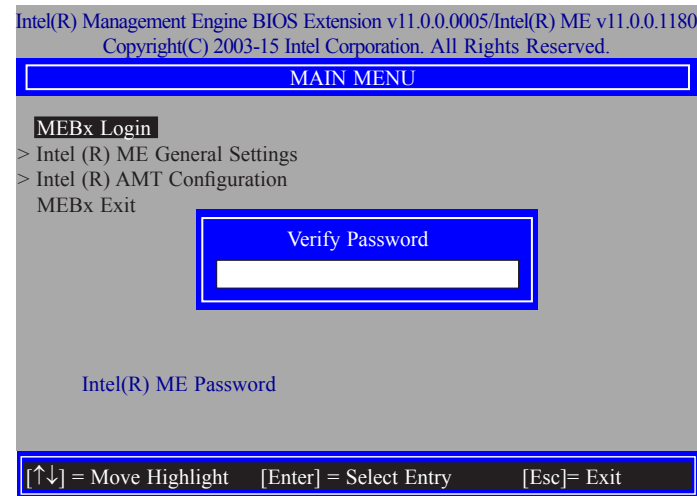 Intel(R) Management Engine BIOS Extension v11.0.0.0005/Intel(R) ME v11.0.0.1180
Copyright(C) 2003-15 Intel Corporation. All Rights Reserved.
MAIN MENU
MEBx Login
> Intel (R) ME General Settings
> Intel (R) AMT Configuration
MEBx Exit
Verify Password
Intel(R) ME Password
[↑↓] = Move Highlight [Enter] = Select Entry [Esc]= Exit